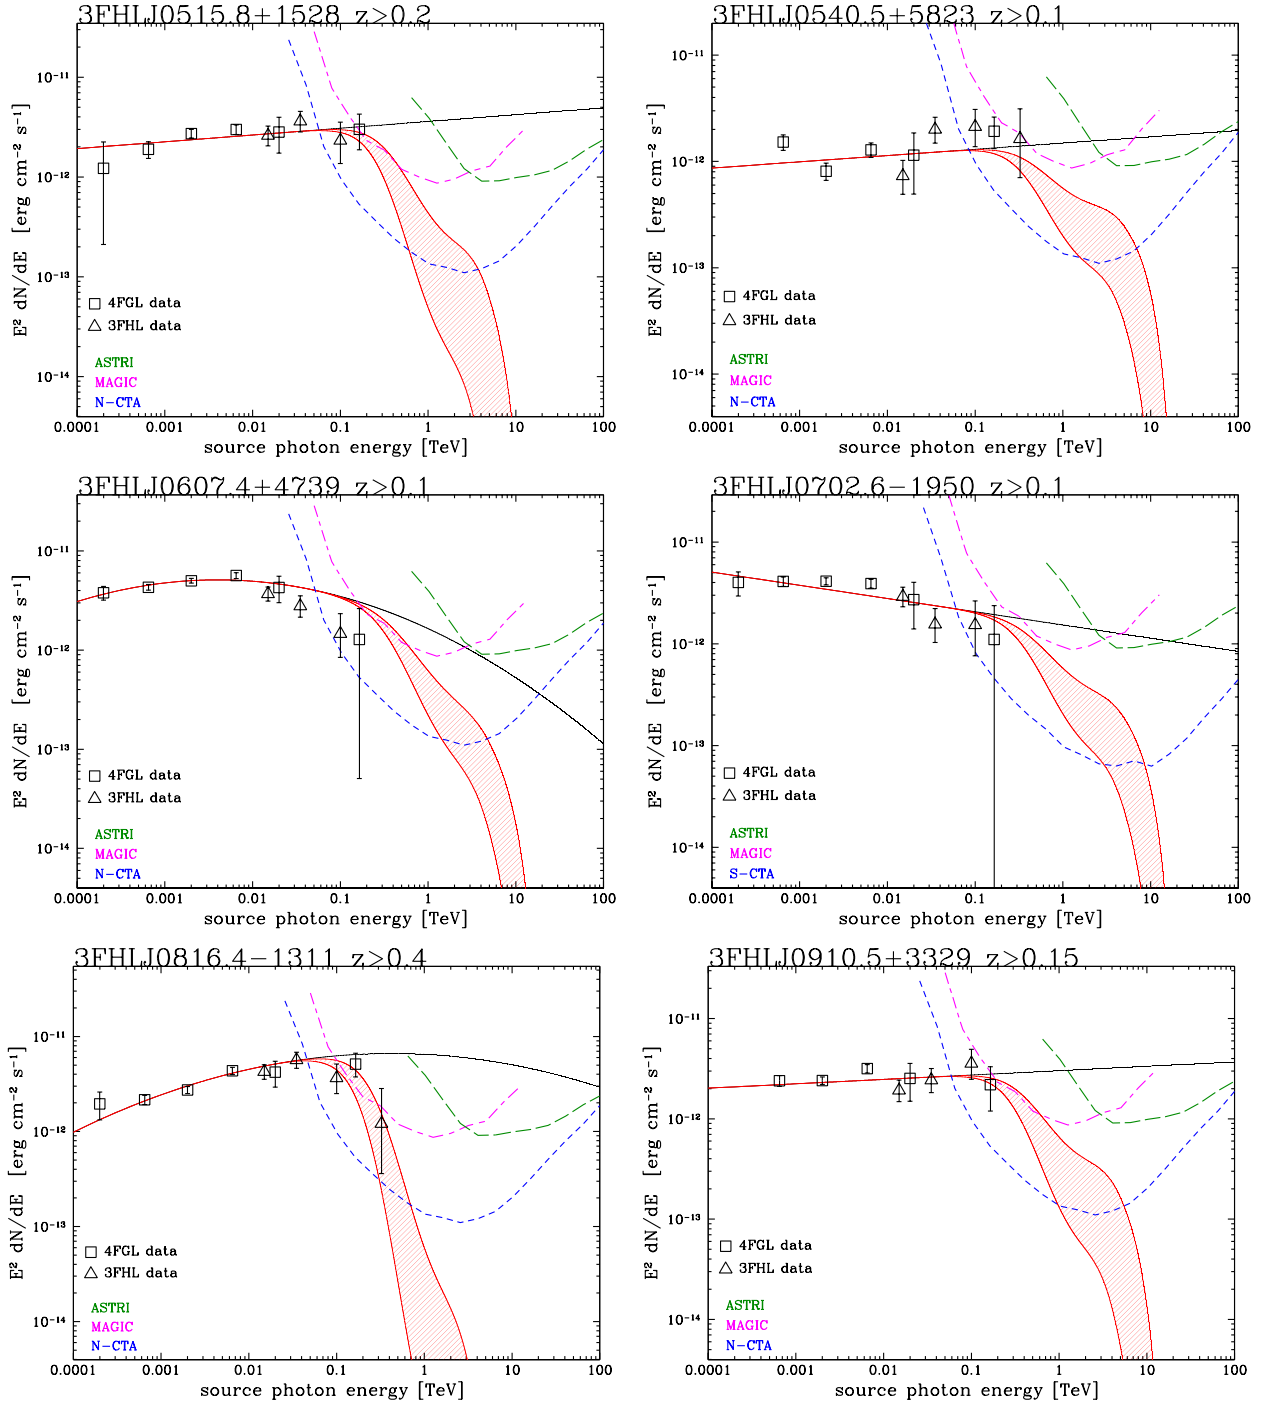 3FHLJ0515.8+1528 z>0.2
E² dN/dE [erg cm⁻² s⁻¹]
10⁻¹¹
10⁻¹²
10⁻¹³
10⁻¹⁴
4FGL data
3FHL data
ASTRI
MAGIC
N-CTA
0.0001 0.001 0.01 0.1 1 10 100
source photon energy [TeV]
3FHLJ0540.5+5823 z>0.1
E² dN/dE [erg cm⁻² s⁻¹]
10⁻¹¹
10⁻¹²
10⁻¹³
10⁻¹⁴
4FGL data
3FHL data
ASTRI
MAGIC
N-CTA
0.0001 0.001 0.01 0.1 1 10 100
source photon energy [TeV]
3FHLJ0607.4+4739 z>0.1
E² dN/dE [erg cm⁻² s⁻¹]
10⁻¹¹
10⁻¹²
10⁻¹³
10⁻¹⁴
4FGL data
3FHL data
ASTRI
MAGIC
N-CTA
0.0001 0.001 0.01 0.1 1 10 100
source photon energy [TeV]
3FHLJ0702.6-1950 z>0.1
E² dN/dE [erg cm⁻² s⁻¹]
10⁻¹¹
10⁻¹²
10⁻¹³
10⁻¹⁴
4FGL data
3FHL data
ASTRI
MAGIC
S-CTA
0.0001 0.001 0.01 0.1 1 10 100
source photon energy [TeV]
3FHLJ0816.4-1311 z>0.4
E² dN/dE [erg cm⁻² s⁻¹]
10⁻¹¹
10⁻¹²
10⁻¹³
10⁻¹⁴
4FGL data
3FHL data
ASTRI
MAGIC
N-CTA
0.0001 0.001 0.01 0.1 1 10 100
source photon energy [TeV]
3FHLJ0910.5+3329 z>0.15
E² dN/dE [erg cm⁻² s⁻¹]
10⁻¹¹
10⁻¹²
10⁻¹³
10⁻¹⁴
4FGL data
3FHL data
ASTRI
MAGIC
N-CTA
0.0001 0.001 0.01 0.1 1 10 100
source photon energy [TeV]